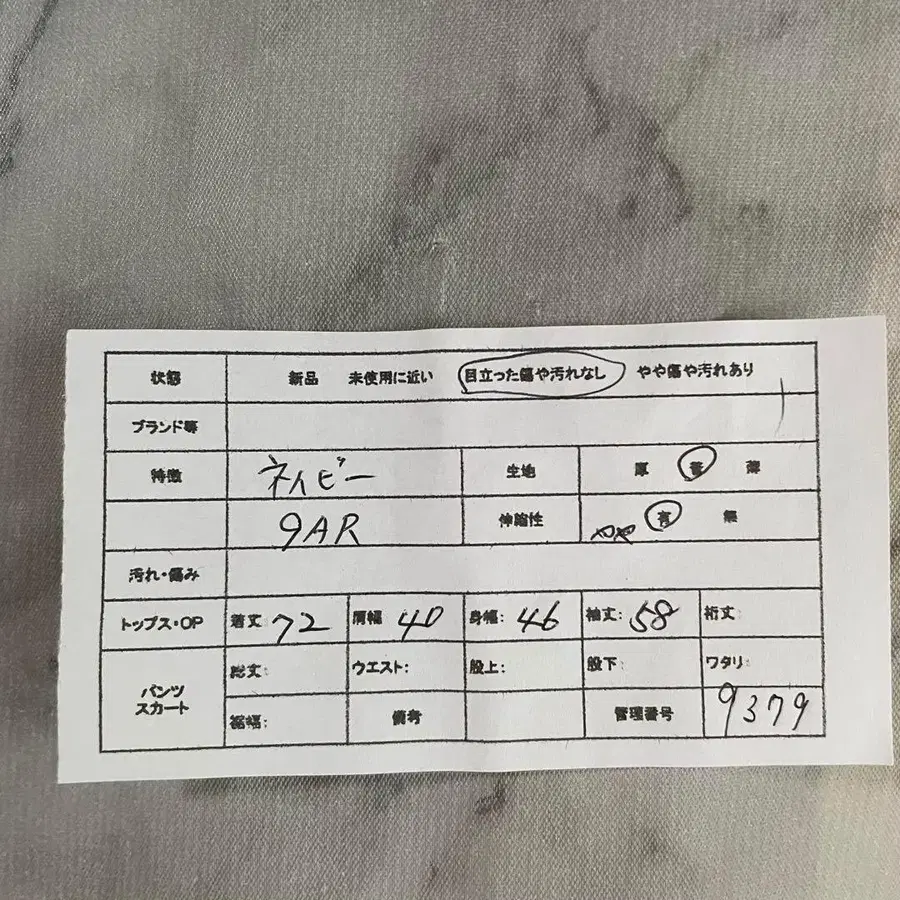 状態 新品 未使用に近い 目立った傷や汚れなし やや傷や汚れあり
ブランド等
特徴 ネイビー 生地 厚 普 薄
9AR 伸縮性 やや 有 無
汚れ・傷み
トップス・OP 着丈 72 肩幅 40 身幅: 46 袖丈: 58 裄丈:
パンツ スカート 総丈: ウエスト: 股上: 股下: ワタリ:
裾幅: 備考 管理番号 9379